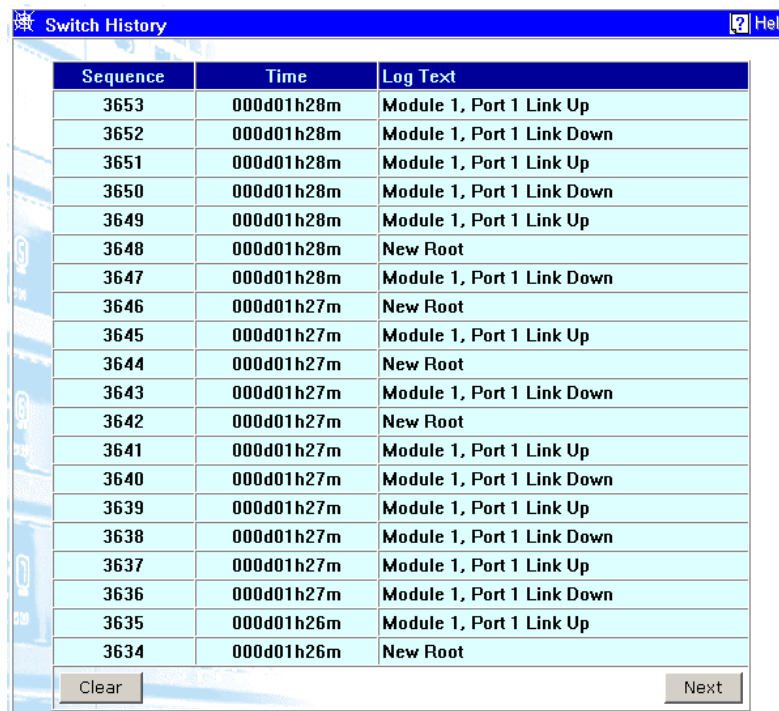 Switch History ? Hel
Sequence Time Log Text
3653 000d01h28m Module 1, Port 1 Link Up
3652 000d01h28m Module 1, Port 1 Link Down
3651 000d01h28m Module 1, Port 1 Link Up
3650 000d01h28m Module 1, Port 1 Link Down
3649 000d01h28m Module 1, Port 1 Link Up
3648 000d01h28m New Root
3647 000d01h28m Module 1, Port 1 Link Down
3646 000d01h27m New Root
3645 000d01h27m Module 1, Port 1 Link Up
3644 000d01h27m New Root
3643 000d01h27m Module 1, Port 1 Link Down
3642 000d01h27m New Root
3641 000d01h27m Module 1, Port 1 Link Up
3640 000d01h27m Module 1, Port 1 Link Down
3639 000d01h27m Module 1, Port 1 Link Up
3638 000d01h27m Module 1, Port 1 Link Down
3637 000d01h27m Module 1, Port 1 Link Up
3636 000d01h27m Module 1, Port 1 Link Down
3635 000d01h26m Module 1, Port 1 Link Up
3634 000d01h26m New Root
Clear Next